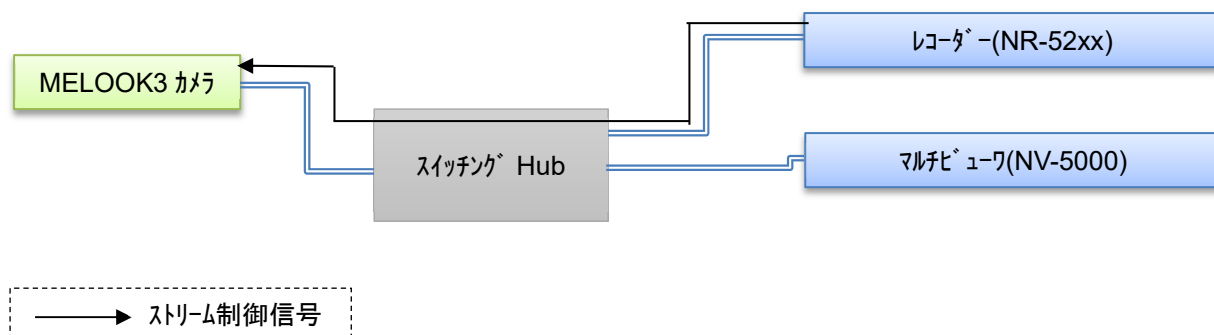 ﾚｺｰﾀﾞｰ(NR-52xx)
MELOOK3 ｶﾒﾗ
ｽｲｯﾁﾝｸﾞ Hub
ﾏﾙﾁﾋﾞｭｰﾜ(NV-5000)
ｽﾄﾘｰﾑ制御信号